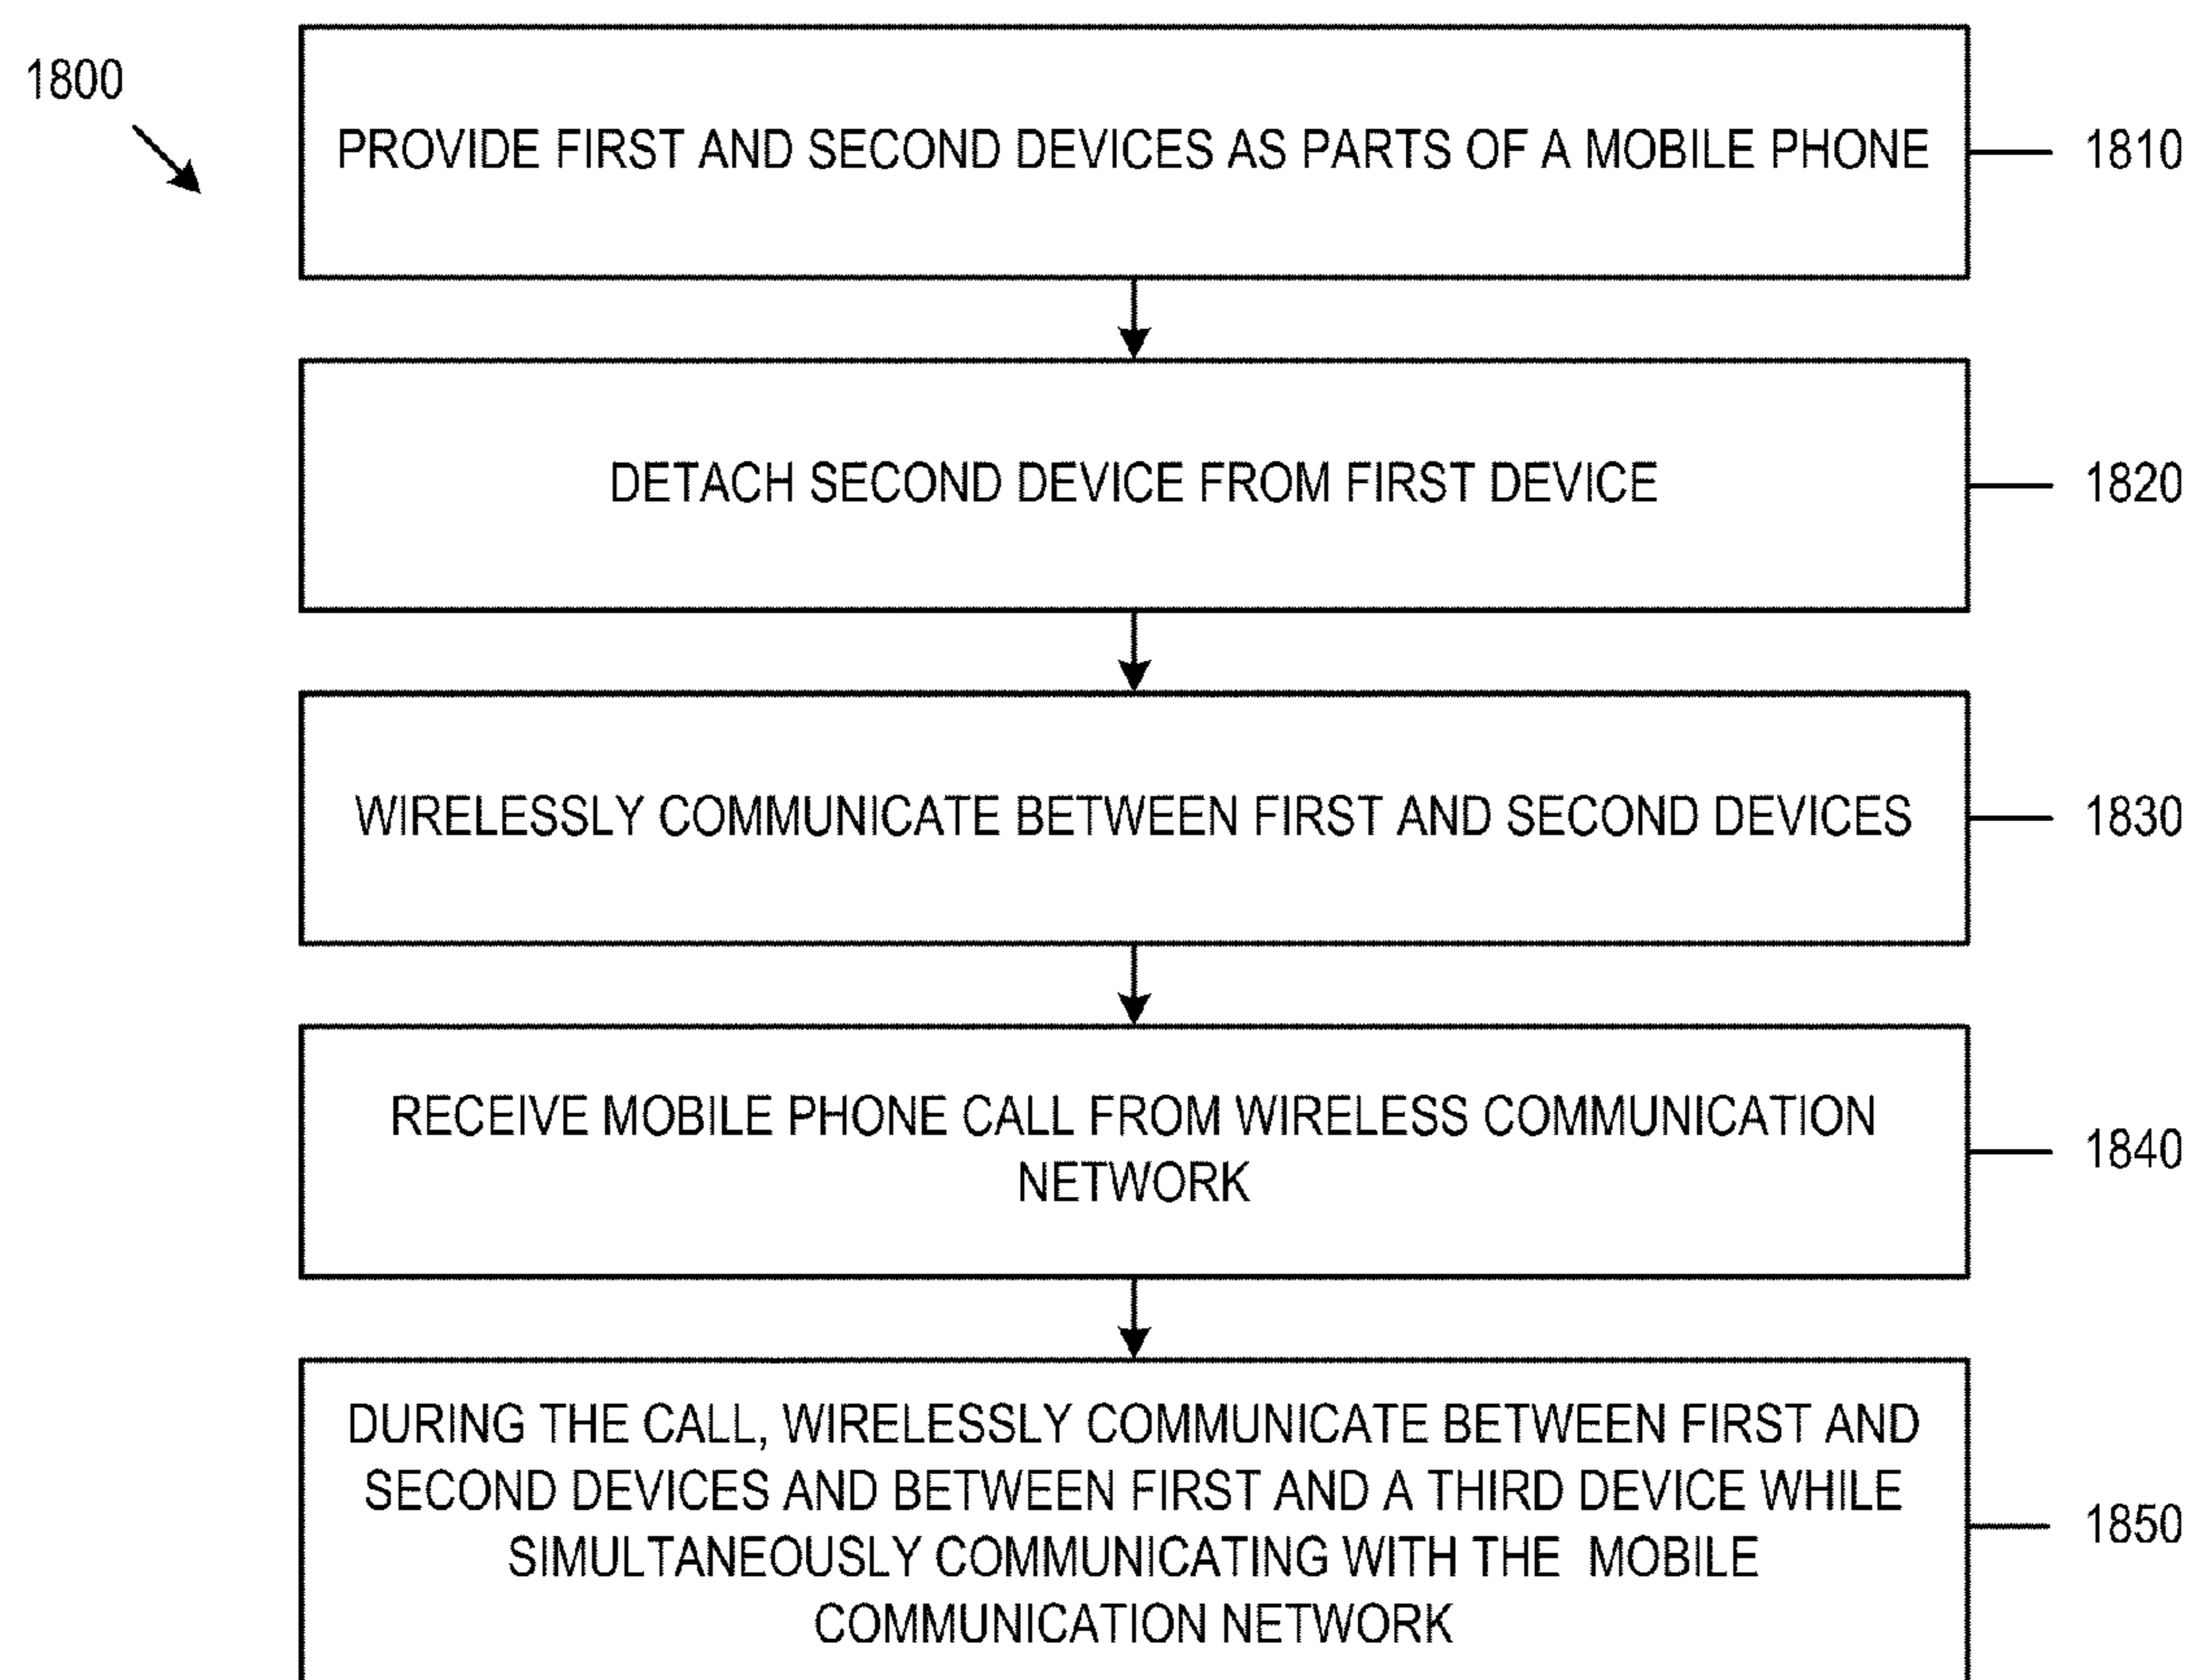 1800
PROVIDE FIRST AND SECOND DEVICES AS PARTS OF A MOBILE PHONE
1810
DETACH SECOND DEVICE FROM FIRST DEVICE
1820
WIRELESSLY COMMUNICATE BETWEEN FIRST AND SECOND DEVICES
1830
RECEIVE MOBILE PHONE CALL FROM WIRELESS COMMUNICATION
NETWORK
1840
DURING THE CALL, WIRELESSLY COMMUNICATE BETWEEN FIRST AND
SECOND DEVICES AND BETWEEN FIRST AND A THIRD DEVICE WHILE
SIMULTANEOUSLY COMMUNICATING WITH THE MOBILE
COMMUNICATION NETWORK
1850